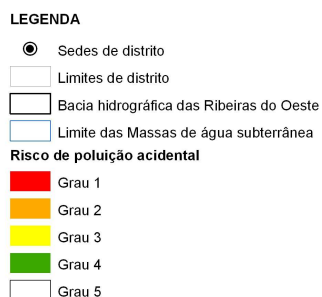 LEGENDA
Sedes de distrito
Limites de distrito
Bacia hidrográfica das Ribeiras do Oeste
Limite das Massas de água subterrânea
Risco de poluição acidental
Grau 1
Grau 2
Grau 3
Grau 4
Grau 5